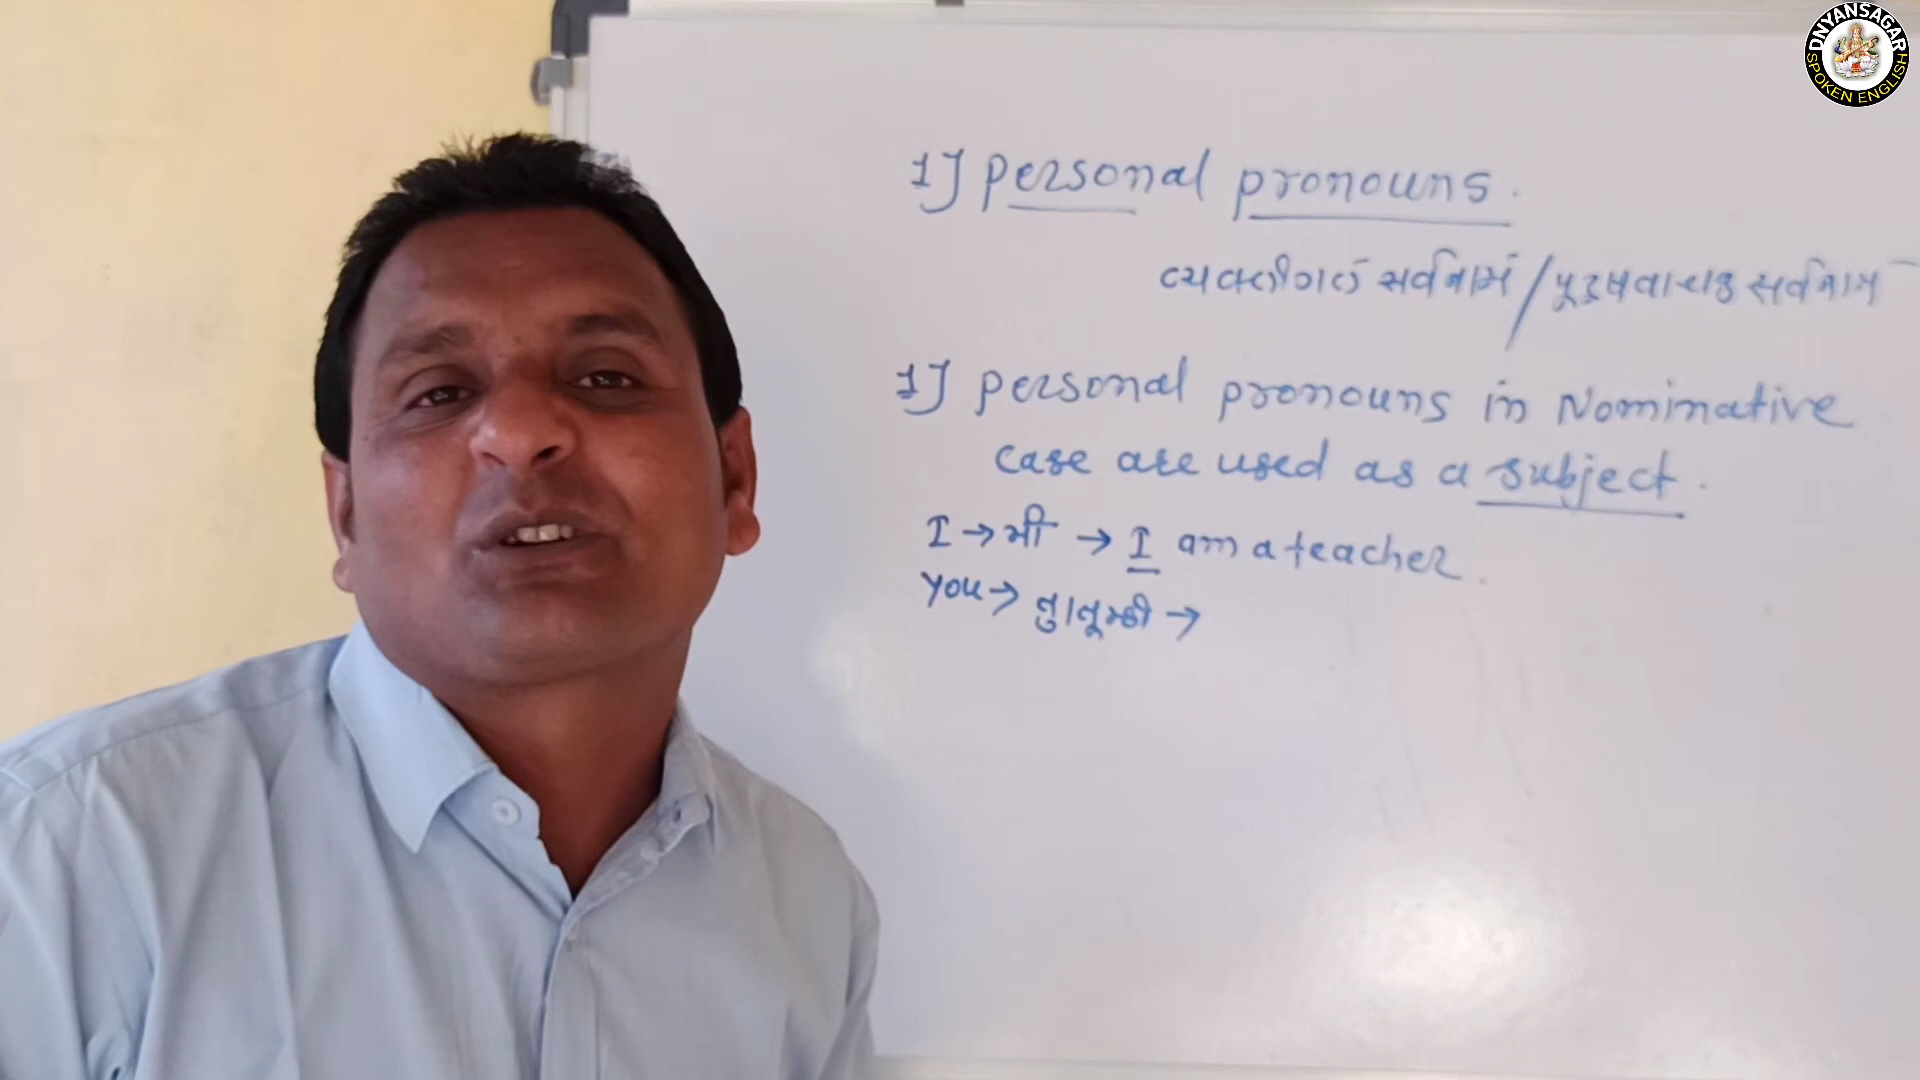 DNYANSAGAR
SPOKEN ENGLISH
1] personal pronouns.
व्यक्तीगत सर्वनामं / पूरुषवाचक सर्वनाम
1] personal pronouns in Nominative
case are used as a subject.
I → मी → I am a teacher.
you → तु/तूम्ही →